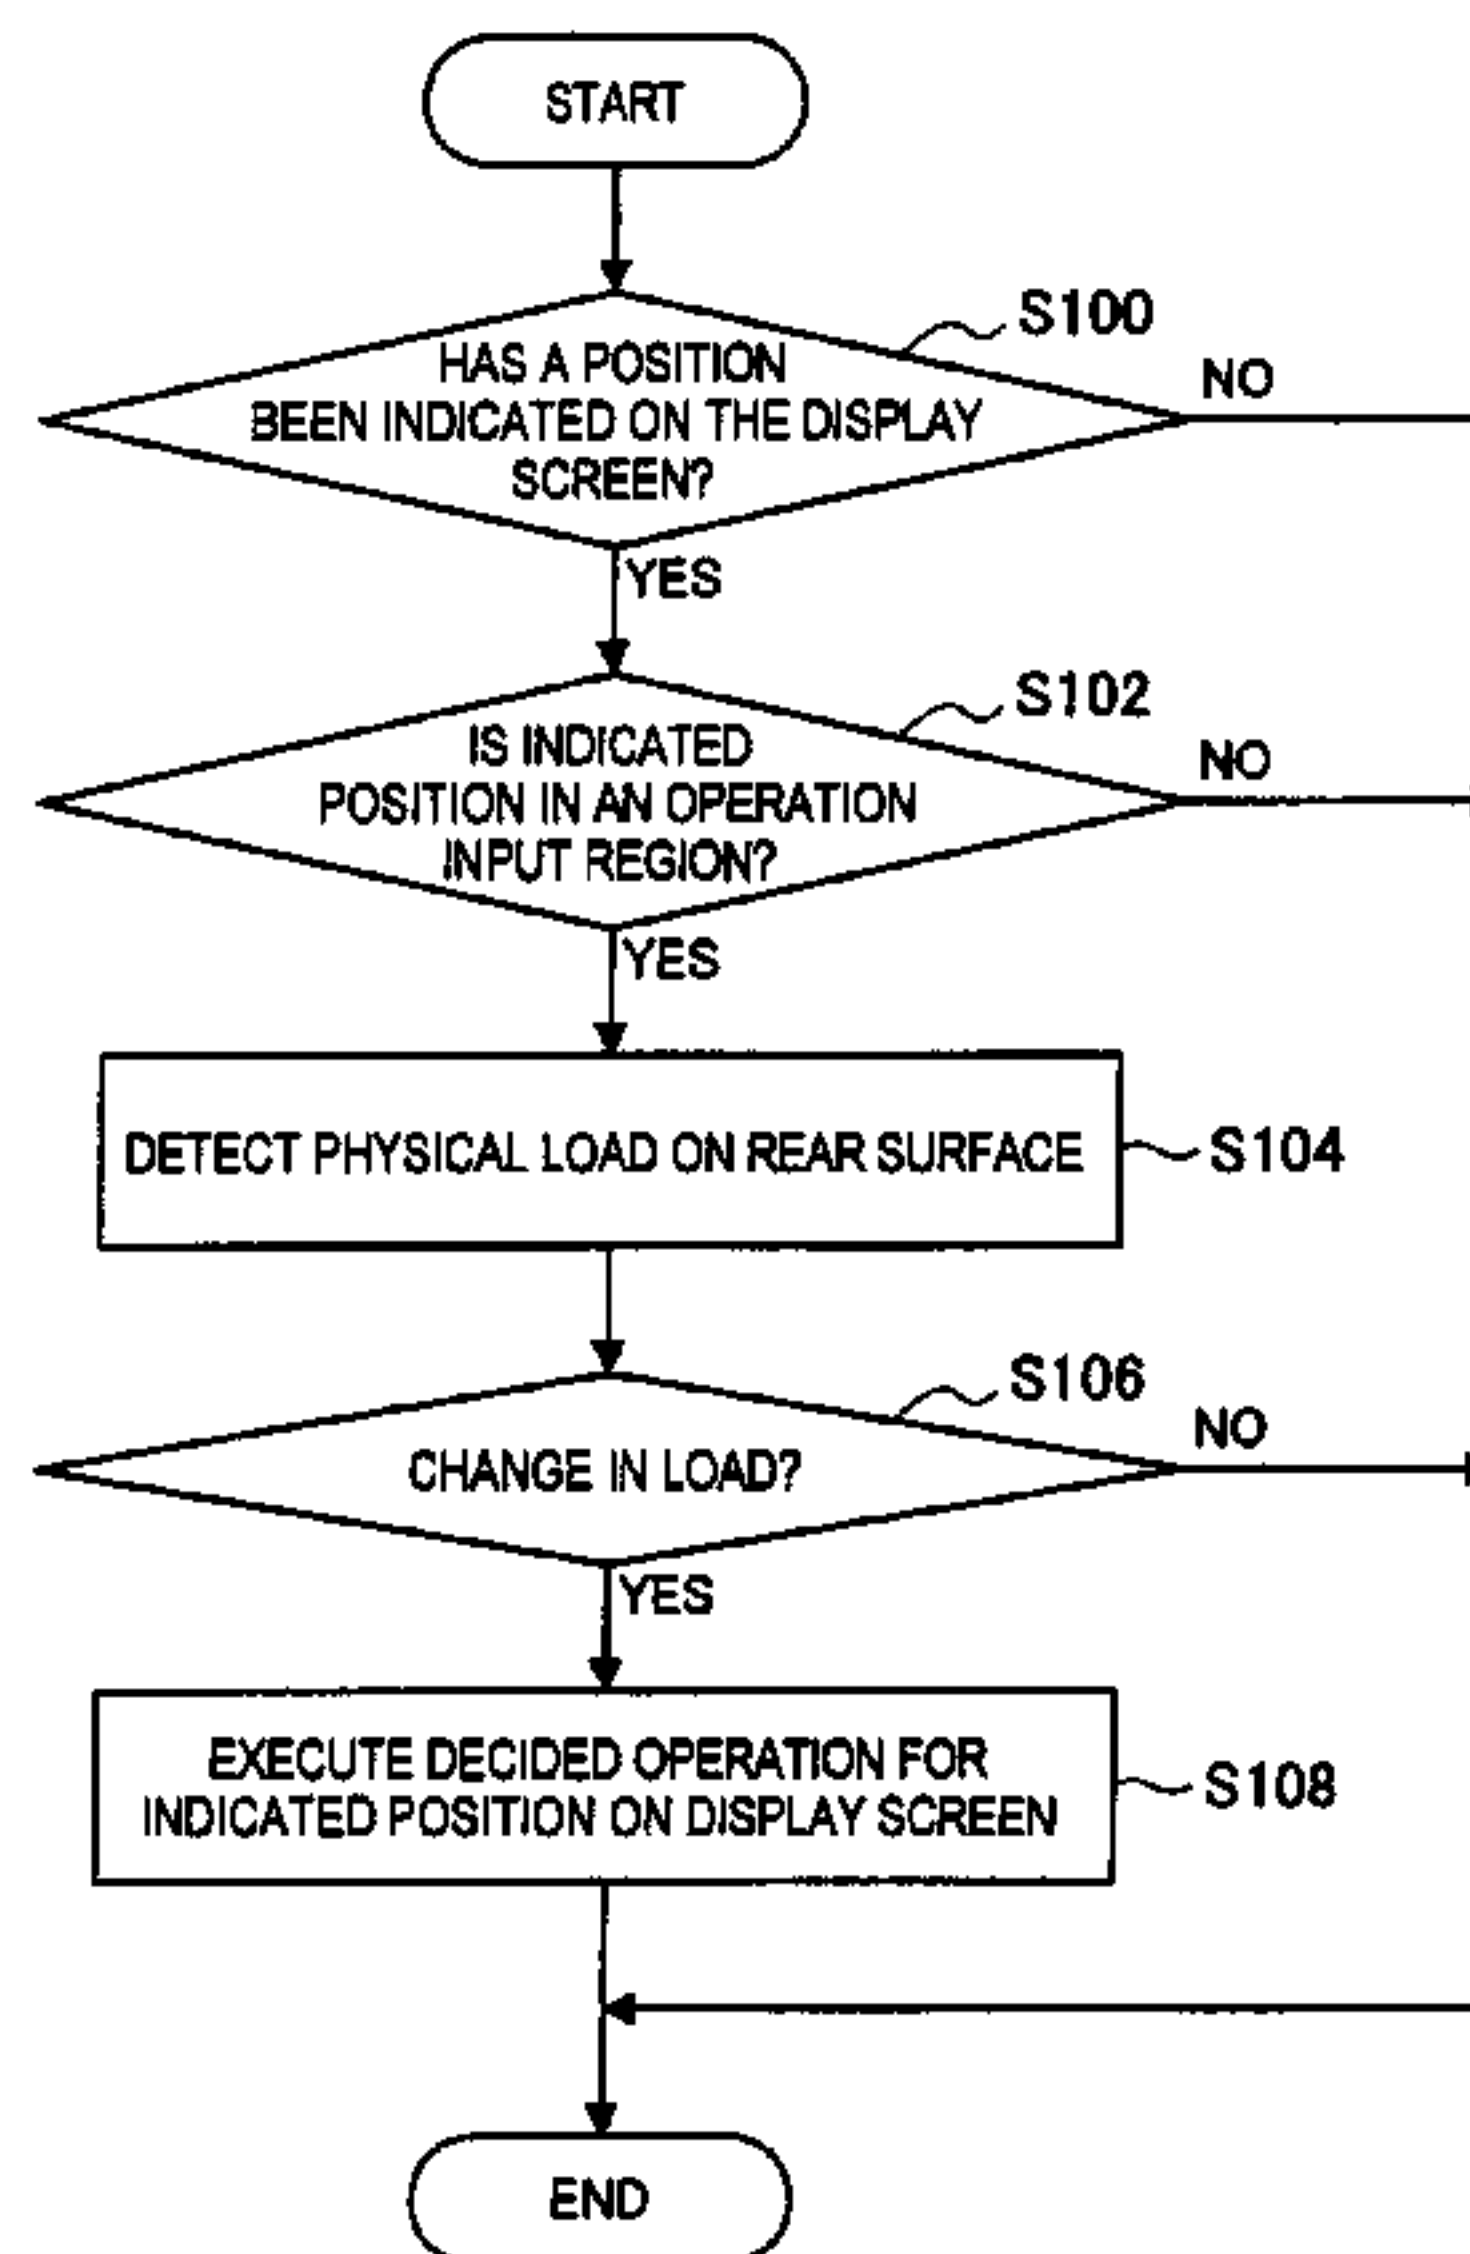 START
S100
HAS A POSITION
BEEN INDICATED ON THE DISPLAY
SCREEN?
NO
YES
S102
IS INDICATED
POSITION IN AN OPERATION
INPUT REGION?
NO
YES
DETECT PHYSICAL LOAD ON REAR SURFACE
S104
S106
CHANGE IN LOAD?
NO
YES
EXECUTE DECIDED OPERATION FOR
INDICATED POSITION ON DISPLAY SCREEN
S108
END